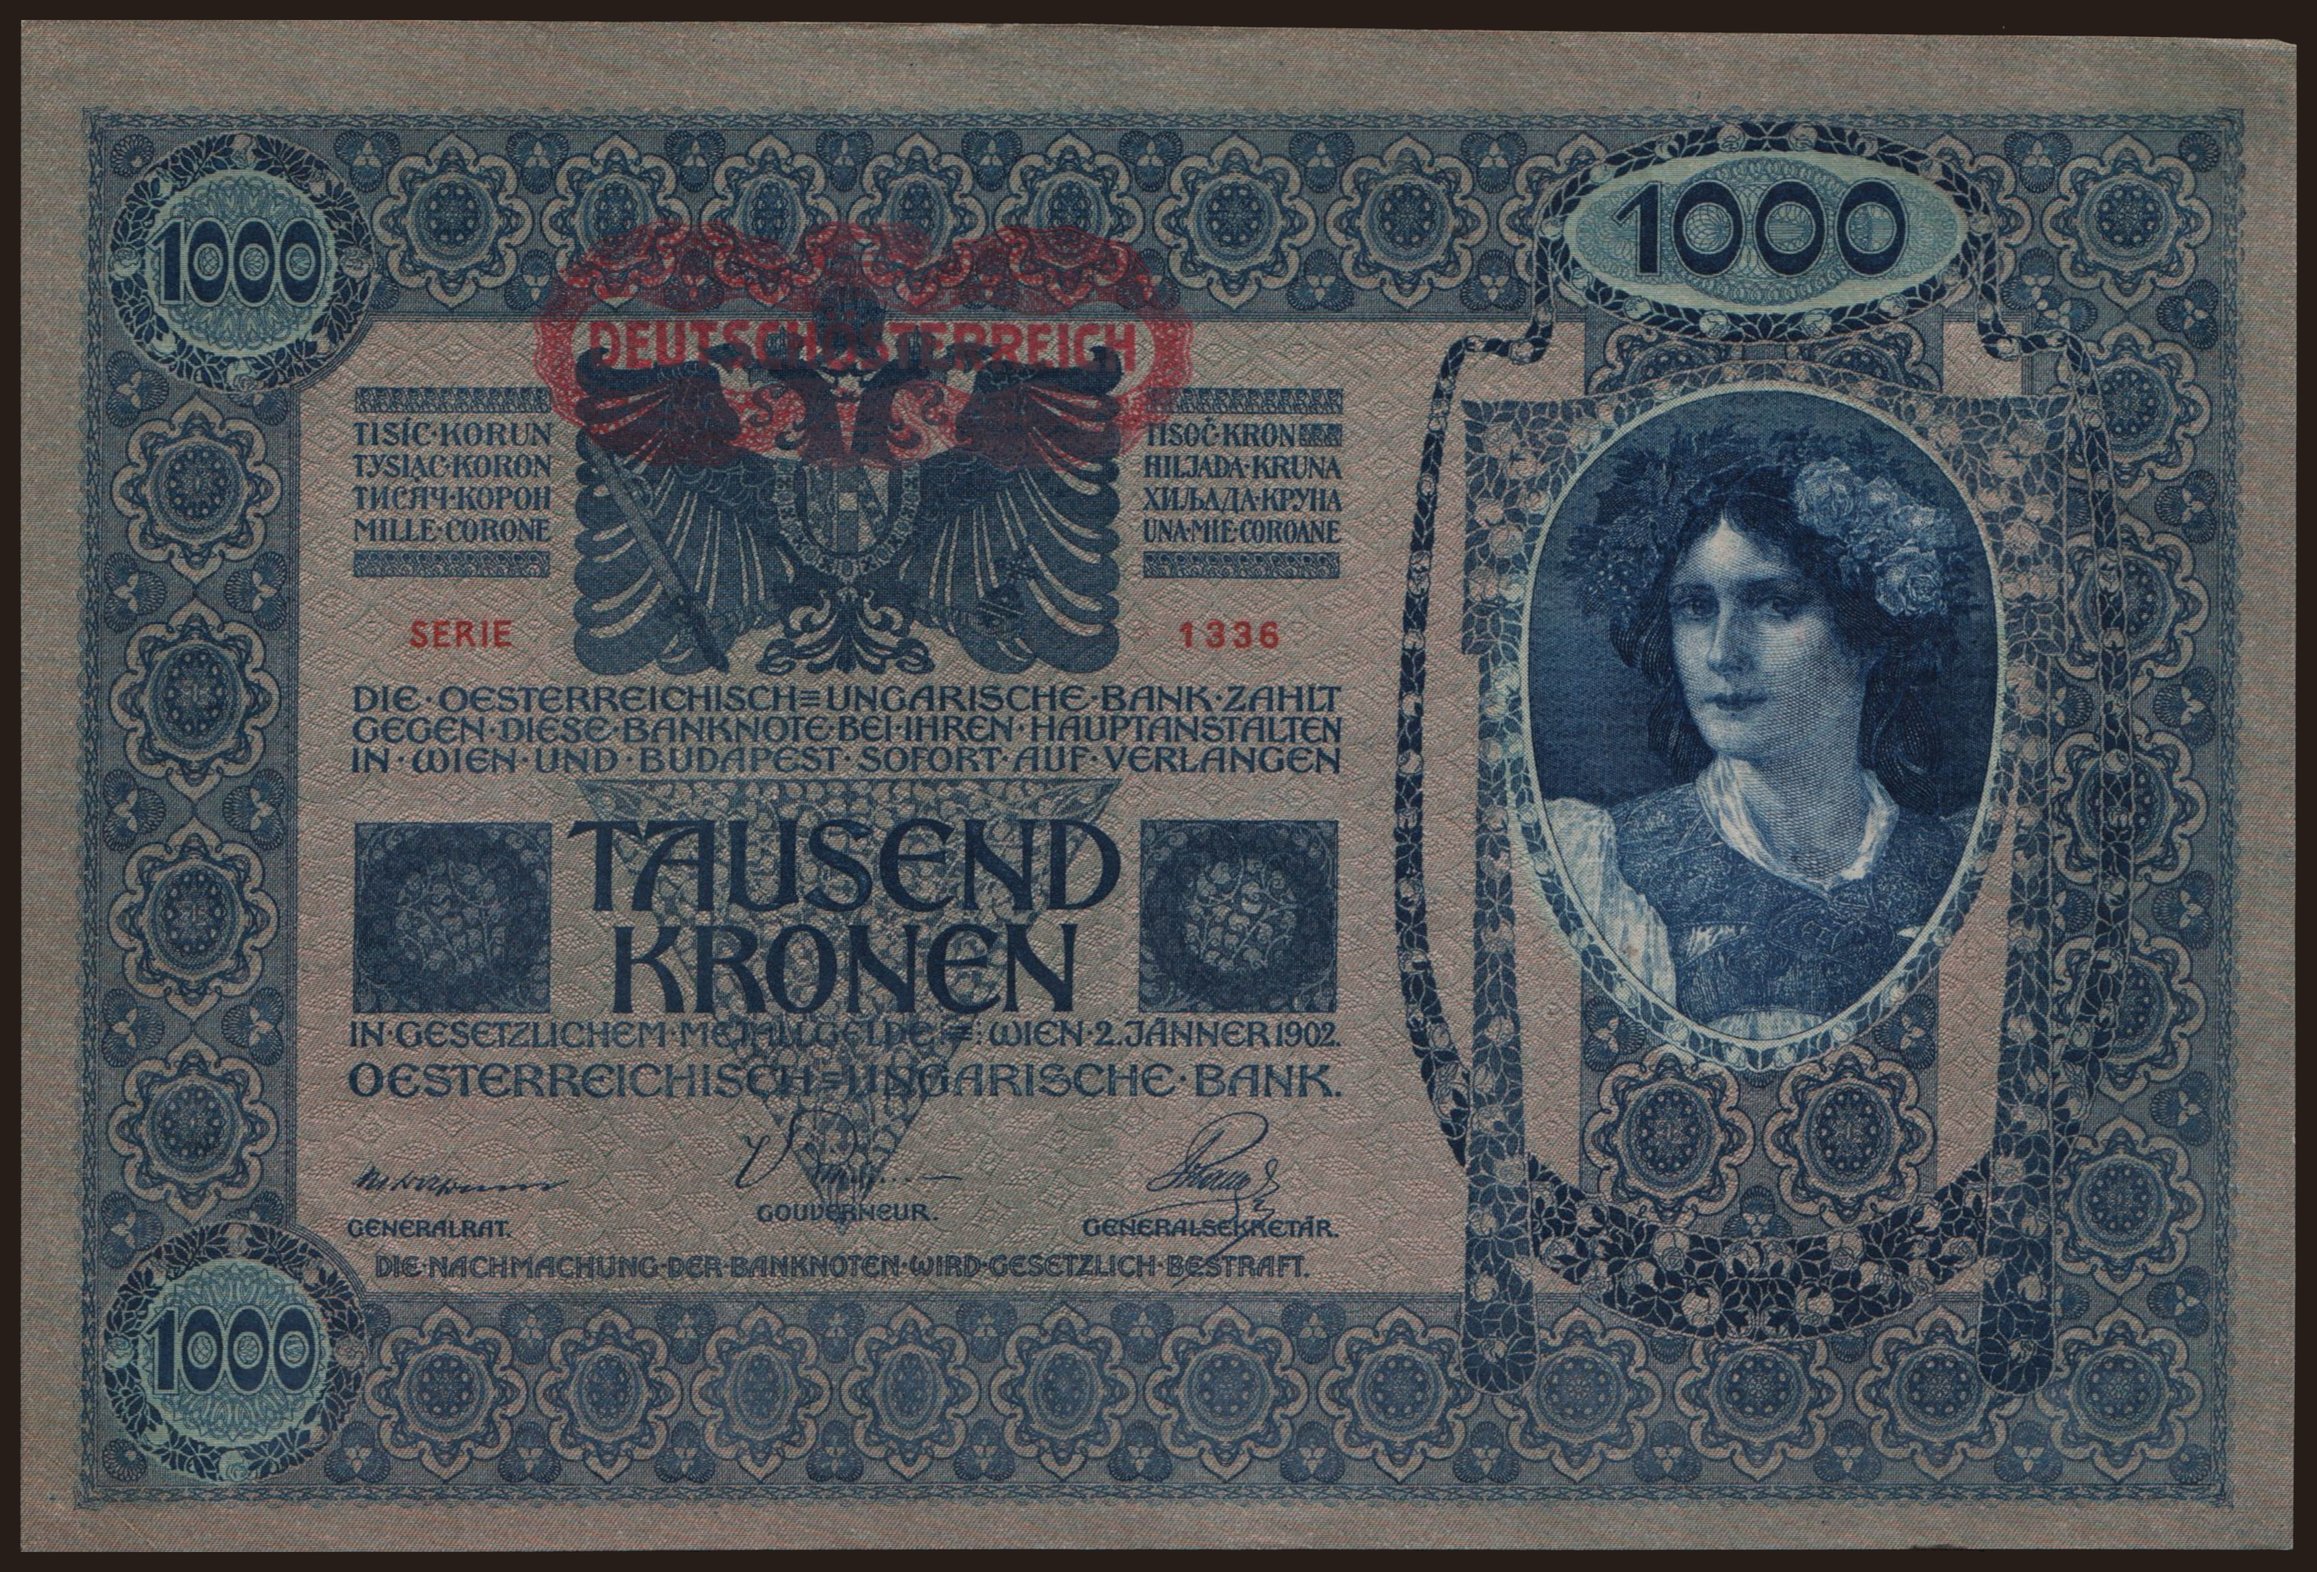 1000
1000
DEUTSCHÖSTERREICH
TISÍC·KORUN
TYSIĄC·KORON
ТИСЯЧ·КОРОН
MILLE·CORONE
TISOČ·KRON
HILJADA·KRUNA
ХИЉАДА·КРУНА
UNA·MIE·COROANE
SERIE 1336
DIE·OESTERREICHISCH=UNGARISCHE·BANK·ZAHLT
GEGEN·DIESE·BANKNOTE·BEI·IHREN·HAUPTANSTALTEN
IN·WIEN·UND·BUDAPEST·SOFORT·AUF·VERLANGEN
TAUSEND
KRONEN
IN·GESETZLICHEM·METALLGELDE=:WIEN·2.JÄNNER 1902.
OESTERREICHISCH=UNGARISCHE·BANK.
GENERALRAT.
GOUVERNEUR.
GENERALSEKRETÄR.
DIE·NACHMACHUNG·DER·BANKNOTEN·WIRD·GESETZLICH·BESTRAFT.
1000